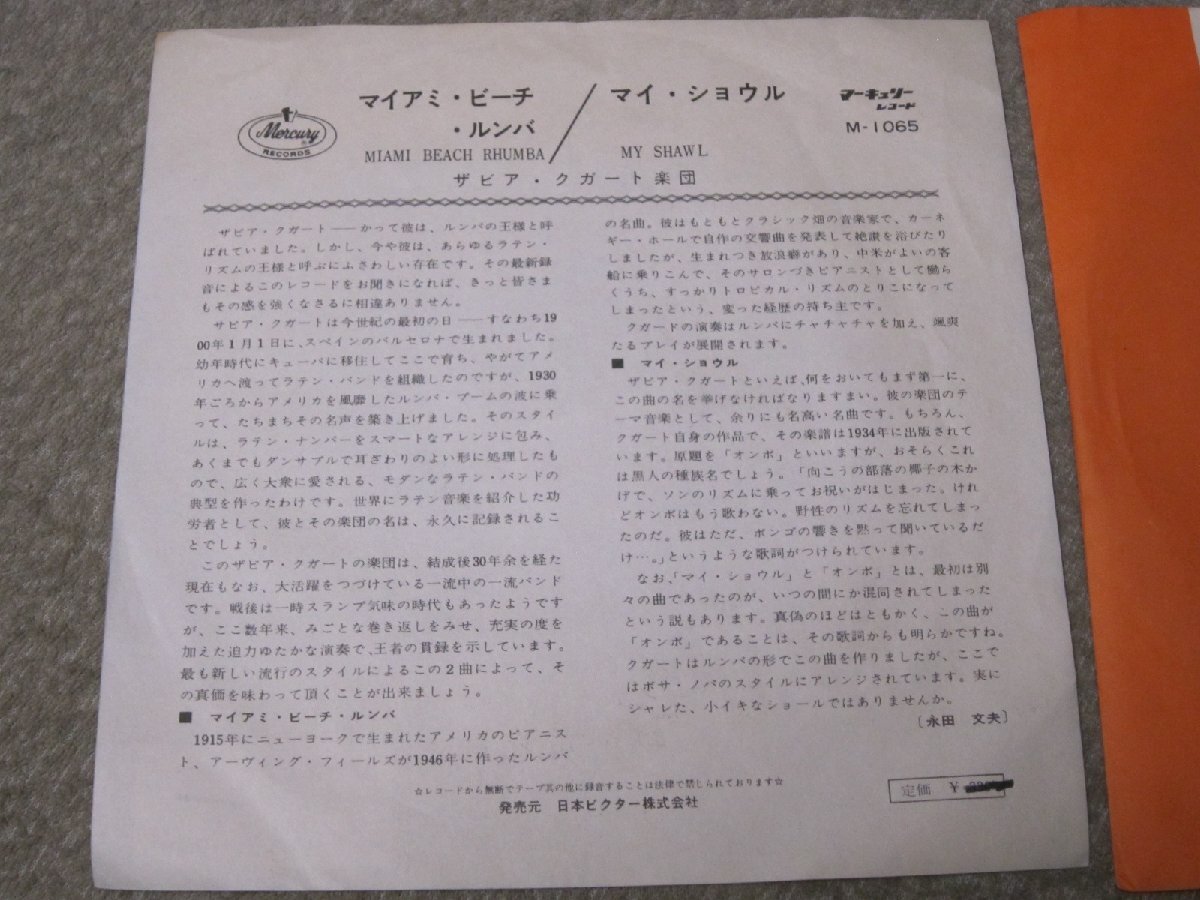 マイアミ・ビーチ
・ルンバ
MIAMI BEACH RHUMBA
マイ・ショウル
MY SHAWL
マーキュリー
レコード
M-1065
Mercury
RECORDS
ザビア・クガート楽団
ザビア・クガート――かって彼は、ルンバの王様と呼
ばれていました。しかし、今や彼は、あらゆるラテン・
リズムの王様と呼ぶにふさわしい存在です。その最新録
音によるこのレコードをお聞きになれば、きっと皆さま
もその感を強くなさるに相違ありません。
サビア・クガートは今世紀の最初の日――すなわち19
00年1月1日に、スペインのバルセロナで生まれました。
幼年時代にキューバに移住してここで育ち、やがてアメ
リカへ渡ってラテン・バンドを組織したのですが、1930
年ごろからアメリカを風靡したルンバ・ブームの波に乗
って、たちまちその名声を築き上げました。そのスタイ
ルは、ラテン・ナンバーをスマートなアレンジに包み、
あくまでもダンサブルで耳ざわりのよい形に処理したも
ので、広く大衆に愛される、モダンなラテン・バンドの
典型を作ったわけです。世界にラテン音楽を紹介した功
労者として、彼とその楽団の名は、永久に記録されるこ
とでしょう。
このザビア・クガートの楽団は、結成後30年余を経た
現在もなお、大活躍をつづけている一流中の一流バンド
です。戦後は一時スランプ気味の時代もあったようです
が、ここ数年来、みごとな巻き返しをみせ、充実の度を
加えた迫力ゆたかな演奏で、王者の貫録を示しています。
最も新しい流行のスタイルによるこの2曲によって、そ
の真価を味わって頂くことが出来ましょう。
■ マイアミ・ビーチ・ルンバ
1915年にニューヨークで生まれたアメリカのピアニス
ト、アーヴィング・フィールズが1946年に作ったルンバ
の名曲。彼はもともとクラシック畑の音楽家で、カーネ
ギー・ホールで自作の交響曲を発表して絶讃を浴びたり
しましたが、生まれつき放浪癖があり、中米がよいの客
船に乗りこんで、そのサロンづきピアニストとして働ら
くうち、すっかりトロピカル・リズムのとりこになって
しまったという、変った経歴の持ち主です。
クガードの演奏はルンバにチャチャチャを加え、颯爽
たるプレイが展開されます。
■ マイ・ショウル
ザビア・クガートといえば、何をおいてもまず第一に、
この曲の名を挙げなければなりますまい。彼の楽団のテ
ーマ音楽として、余りにも名高い名曲です。もちろん、
クガート自身の作品で、その楽譜は1934年に出版されて
います。原題を「オンボ」といいますが、おそらくこれ
は黒人の種族名でしょう。「向こうの部落の椰子の木か
げで、ソンのリズムに乗ってお祝いがはじまった。けれ
どオンボはもう歌わない。野性のリズムを忘れてしまっ
たのだ。彼はただ、ボンゴの響きを黙って聞いているだ
け…。」というような歌詞がつけられています。
なお、「マイ・ショウル」と「オンボ」とは、最初は別
々の曲であったのが、いつの間にか混同されてしまった
という説もあります。真偽のほどはともかく、この曲が
「オンボ」であることは、その歌詞からも明らかですね。
クガートはルンバの形でこの曲を作りましたが、ここで
はボサ・ノバのスタイルにアレンジされています。実に
シャレた、小イキなショールではありませんか。
〔永田 文夫〕
☆レコードから無断でテープ其の他に録音することは法律で禁じられております☆
発売元 日本ビクター株式会社
定価 ¥